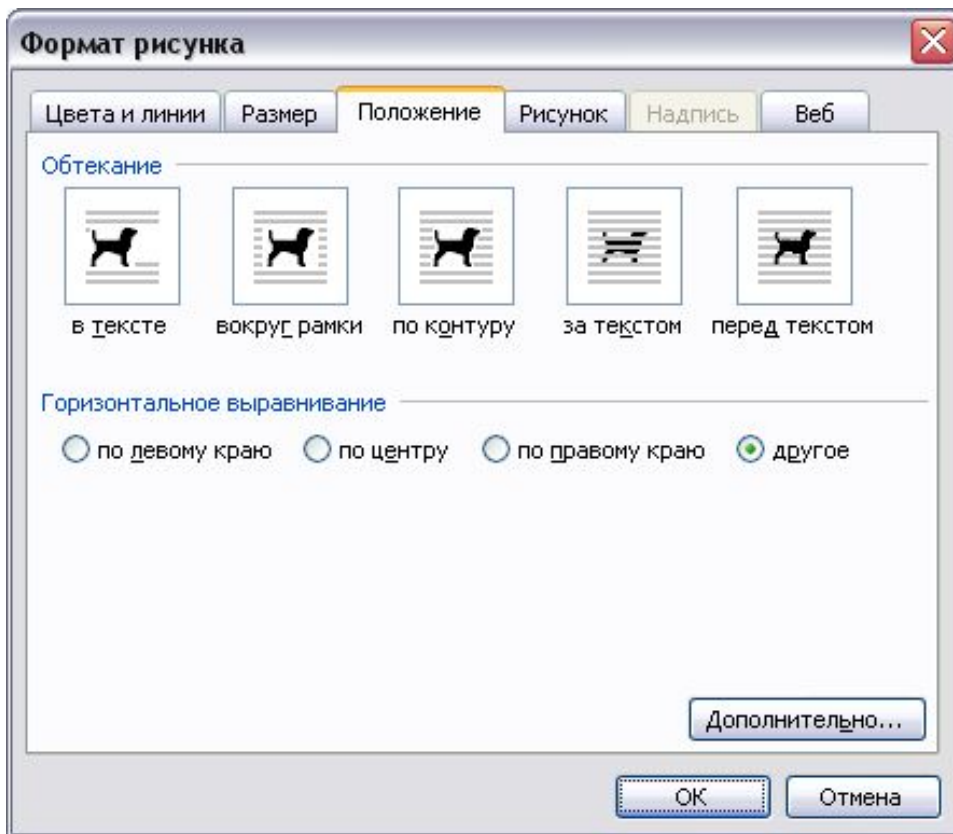 Формат рисунка
Цвета и линии Размер Положение Рисунок Надпись Веб
Обтекание
в тексте вокруг рамки по контуру за текстом перед текстом
Горизонтальное выравнивание
по левому краю по центру по правому краю другое
Дополнительно...
ОК Отмена